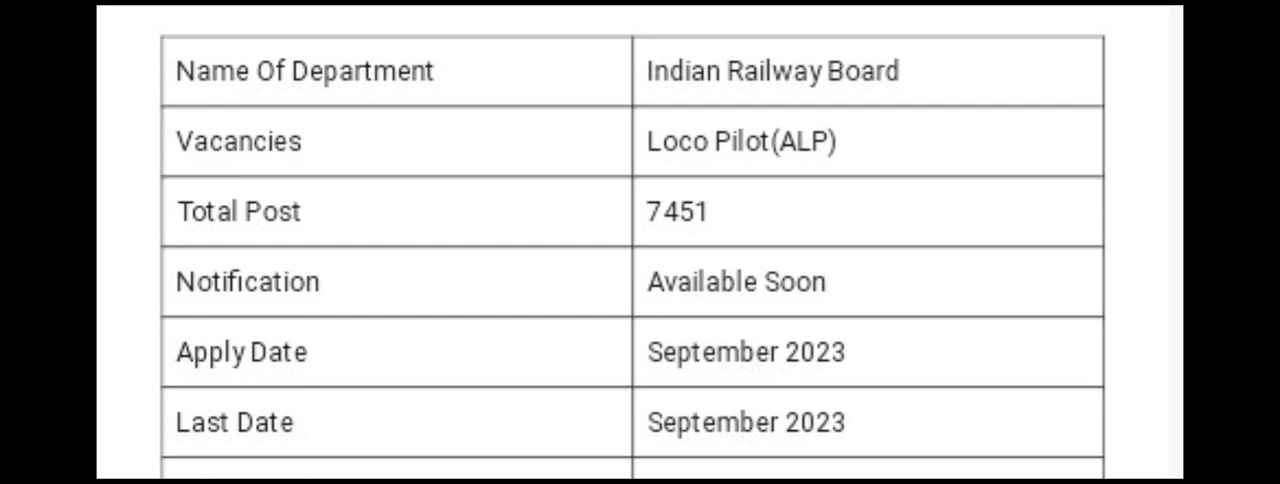 Name Of Department Indian Railway Board
Vacancies Loco Pilot(ALP)
Total Post 7451
Notification Available Soon
Apply Date September 2023
Last Date September 2023